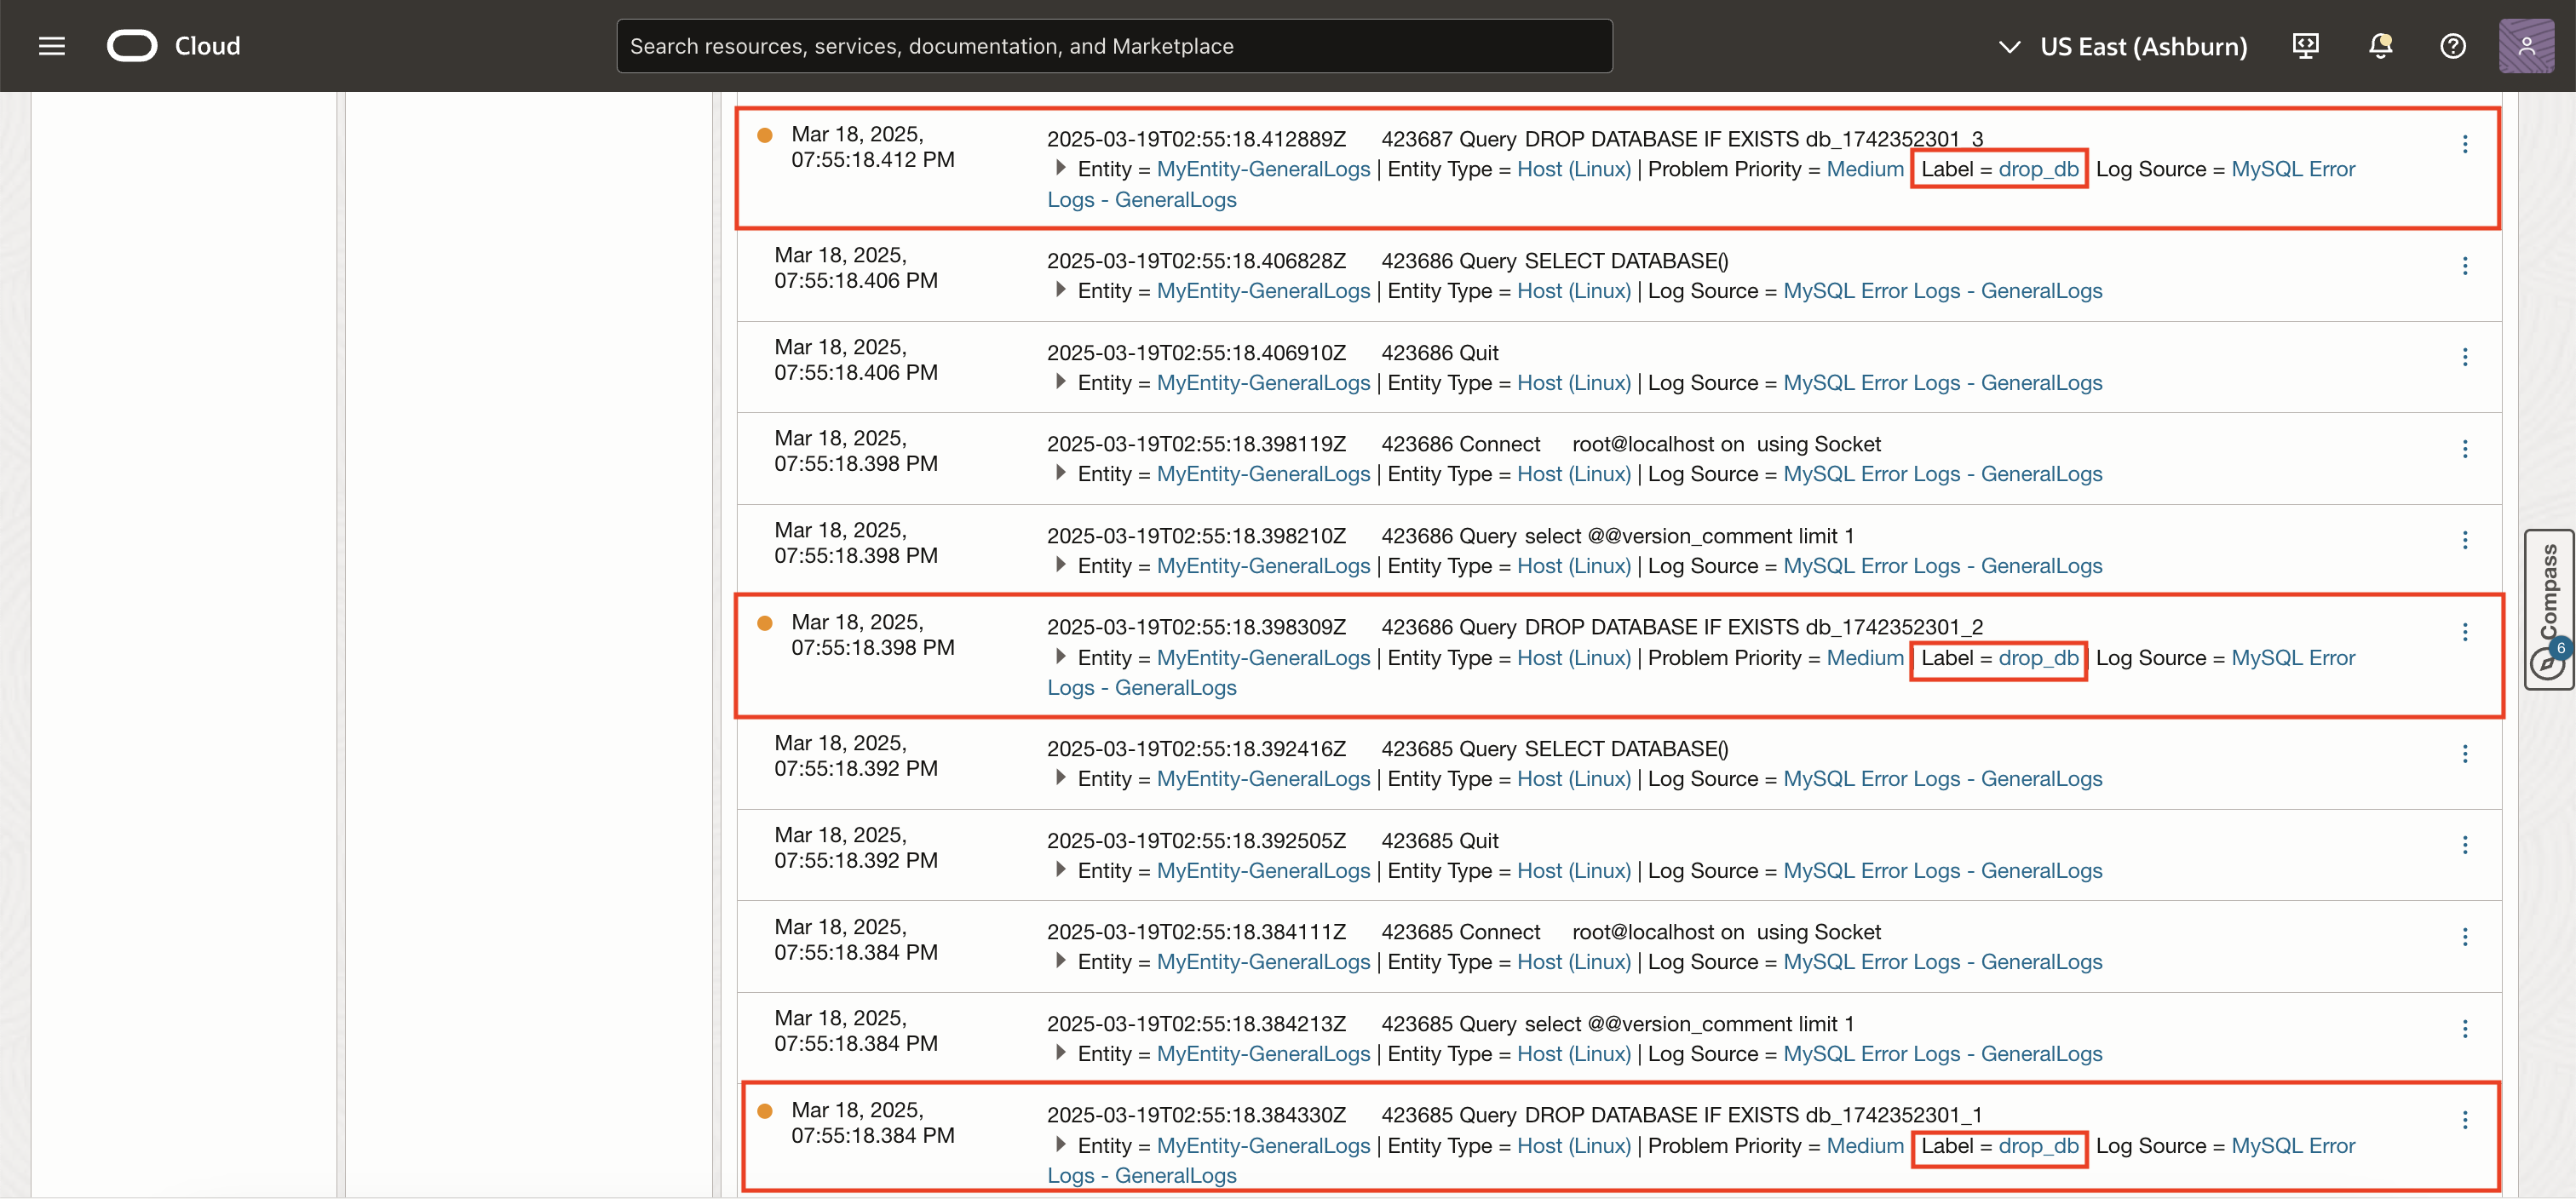 Cloud
Search resources, services, documentation, and Marketplace
US East (Ashburn)
Mar 18, 2025,
07:55:18.412 PM
2025-03-19T02:55:18.412889Z 423687 Query DROP DATABASE IF EXISTS db_1742352301_3
Entity = MyEntity-GeneralLogs | Entity Type = Host (Linux) | Problem Priority = Medium Label = drop_db Log Source = MySQL Error
Logs - GeneralLogs
Mar 18, 2025,
07:55:18.406 PM
2025-03-19T02:55:18.406828Z 423686 Query SELECT DATABASE()
Entity = MyEntity-GeneralLogs | Entity Type = Host (Linux) | Log Source = MySQL Error Logs - GeneralLogs
Mar 18, 2025,
07:55:18.406 PM
2025-03-19T02:55:18.406910Z 423686 Quit
Entity = MyEntity-GeneralLogs | Entity Type = Host (Linux) | Log Source = MySQL Error Logs - GeneralLogs
Mar 18, 2025,
07:55:18.398 PM
2025-03-19T02:55:18.398119Z 423686 Connect root@localhost on using Socket
Entity = MyEntity-GeneralLogs | Entity Type = Host (Linux) | Log Source = MySQL Error Logs - GeneralLogs
Mar 18, 2025,
07:55:18.398 PM
2025-03-19T02:55:18.398210Z 423686 Query select @@version_comment limit 1
Entity = MyEntity-GeneralLogs | Entity Type = Host (Linux) | Log Source = MySQL Error Logs - GeneralLogs
Mar 18, 2025,
07:55:18.398 PM
2025-03-19T02:55:18.398309Z 423686 Query DROP DATABASE IF EXISTS db_1742352301_2
Entity = MyEntity-GeneralLogs | Entity Type = Host (Linux) | Problem Priority = Medium Label = drop_db Log Source = MySQL Error
Logs - GeneralLogs
Mar 18, 2025,
07:55:18.392 PM
2025-03-19T02:55:18.392416Z 423685 Query SELECT DATABASE()
Entity = MyEntity-GeneralLogs | Entity Type = Host (Linux) | Log Source = MySQL Error Logs - GeneralLogs
Mar 18, 2025,
07:55:18.392 PM
2025-03-19T02:55:18.392505Z 423685 Quit
Entity = MyEntity-GeneralLogs | Entity Type = Host (Linux) | Log Source = MySQL Error Logs - GeneralLogs
Mar 18, 2025,
07:55:18.384 PM
2025-03-19T02:55:18.384111Z 423685 Connect root@localhost on using Socket
Entity = MyEntity-GeneralLogs | Entity Type = Host (Linux) | Log Source = MySQL Error Logs - GeneralLogs
Mar 18, 2025,
07:55:18.384 PM
2025-03-19T02:55:18.384213Z 423685 Query select @@version_comment limit 1
Entity = MyEntity-GeneralLogs | Entity Type = Host (Linux) | Log Source = MySQL Error Logs - GeneralLogs
Mar 18, 2025,
07:55:18.384 PM
2025-03-19T02:55:18.384330Z 423685 Query DROP DATABASE IF EXISTS db_1742352301_1
Entity = MyEntity-GeneralLogs | Entity Type = Host (Linux) | Problem Priority = Medium Label = drop_db Log Source = MySQL Error
Logs - GeneralLogs
Compass
6